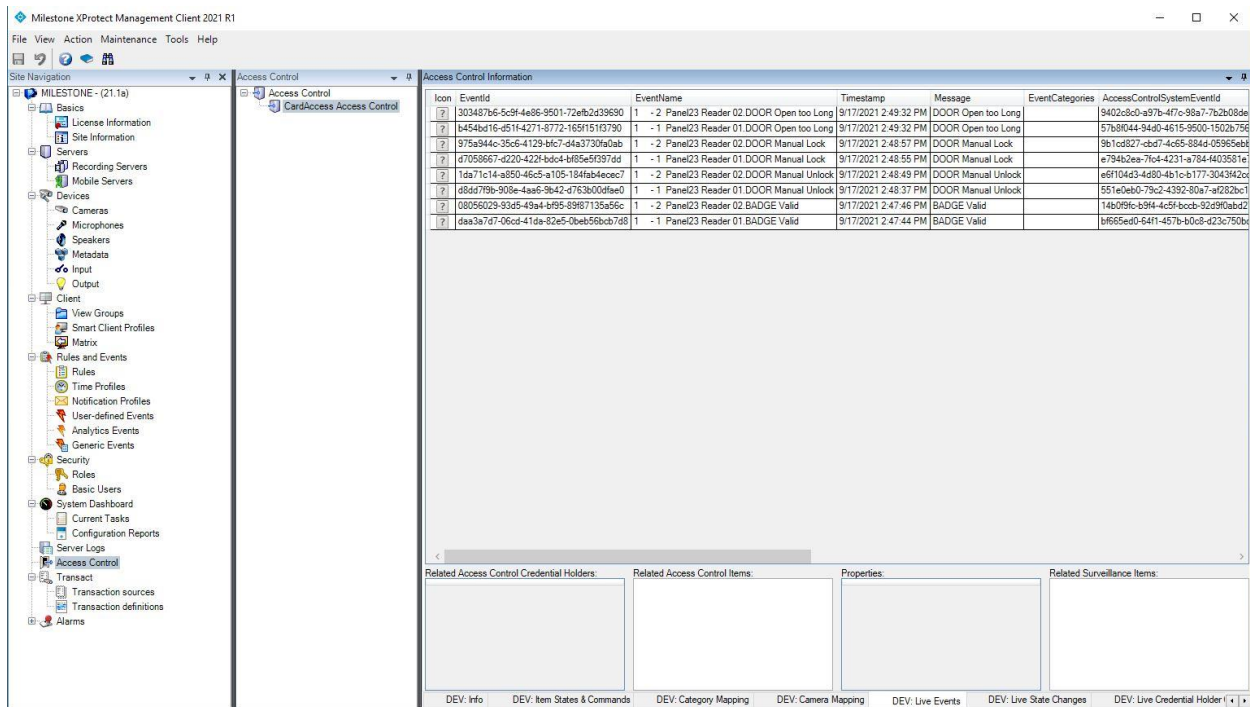 Milestone XProtect Management Client 2021 R1
File View Action Maintenance Tools Help
Site Navigation
MILESTONE - (21.1a)
Basics
License Information
Site Information
Servers
Recording Servers
Mobile Servers
Devices
Cameras
Microphones
Speakers
Metadata
Input
Output
Client
View Groups
Smart Client Profiles
Matrix
Rules and Events
Rules
Time Profiles
Notification Profiles
User-defined Events
Analytics Events
Generic Events
Security
Roles
Basic Users
System Dashboard
Current Tasks
Configuration Reports
Server Logs
Access Control
Transact
Transaction sources
Transaction definitions
Alarms
Access Control
Access Control
CardAccess Access Control
Access Control Information
Icon EventId EventName Timestamp Message EventCategories AccessControlSystemEventId
? 303487b6-5c9f-4e86-9501-72efb2d39690 1 - 2 Panel23 Reader 02.DOOR Open too Long 9/17/2021 2:49:32 PM DOOR Open too Long 9402c8c0-a97b-4f7c-98a7-7b2b08de
? b454bd16-d51f-4271-8772-165f151f3790 1 - 1 Panel23 Reader 01.DOOR Open too Long 9/17/2021 2:49:32 PM DOOR Open too Long 57b8f044-94d0-4615-9500-1502b756
? 975a944c-35c6-4129-bfc7-d4a3730fa0ab 1 - 2 Panel23 Reader 02.DOOR Manual Lock 9/17/2021 2:48:57 PM DOOR Manual Lock 9b1cd827-cbd7-4c65-884d-05965ebb
? d7058667-d220-422f-bdc4-bf85e5f397dd 1 - 1 Panel23 Reader 01.DOOR Manual Lock 9/17/2021 2:48:55 PM DOOR Manual Lock e794b2ea-7fc4-4231-a784-f403581e
? 1da71c14-a850-46c5-a105-184fab4ecec7 1 - 2 Panel23 Reader 02.DOOR Manual Unlock 9/17/2021 2:48:49 PM DOOR Manual Unlock e6f104d3-4d80-4b1c-b177-3043f42cc
? d8dd7f9b-908e-4aa6-9b42-d763b00dfae0 1 - 1 Panel23 Reader 01.DOOR Manual Unlock 9/17/2021 2:48:37 PM DOOR Manual Unlock 551e0eb0-79c2-4392-80a7-af282bc1
? 08056029-93d5-49a4-bf95-89f87135a56c 1 - 2 Panel23 Reader 02.BADGE Valid 9/17/2021 2:47:46 PM BADGE Valid 14b0f9fc-b9f4-4c5f-bccb-92d9f0abd2
? daa3a7d7-06cd-41da-82e5-0beb56bcb7d8 1 - 1 Panel23 Reader 01.BADGE Valid 9/17/2021 2:47:44 PM BADGE Valid bf665ed0-64f1-457b-b0c8-d23c750bc
Related Access Control Credential Holders: Related Access Control Items: Properties: Related Surveillance Items:
DEV: Info DEV: Item States & Commands DEV: Category Mapping DEV: Camera Mapping DEV: Live Events DEV: Live State Changes DEV: Live Credential Holder